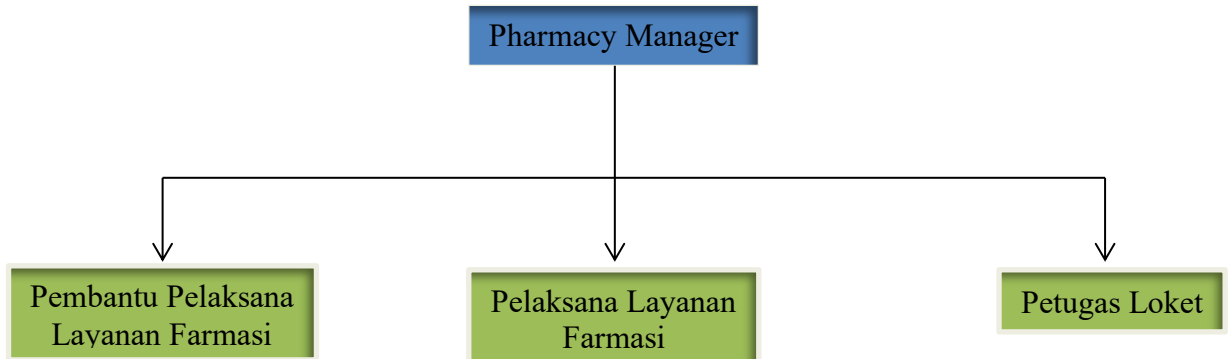 Pharmacy Manager
Pembantu Pelaksana
Layanan Farmasi
Pelaksana Layanan
Farmasi
Petugas Loket